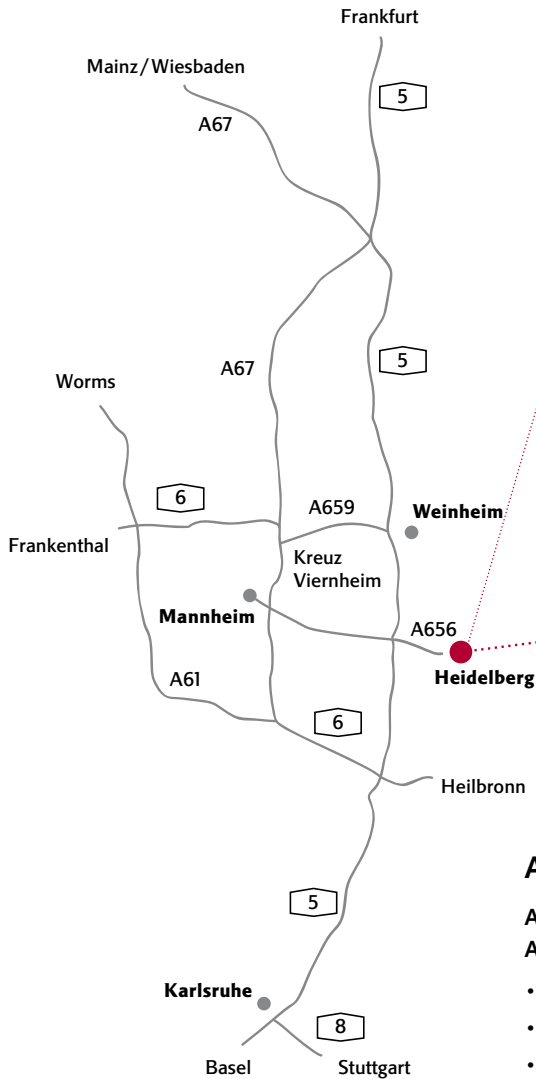 Frankfurt
Mainz/Wiesbaden
5
A67
5
A67
Worms
6
A659
Weinheim
Frankenthal
Kreuz
Viernheim
Mannheim
A656
Heidelberg
A61
6
Heilbronn
A
5
A
A
Karlsruhe
•
8
•
Basel
Stuttgart
•